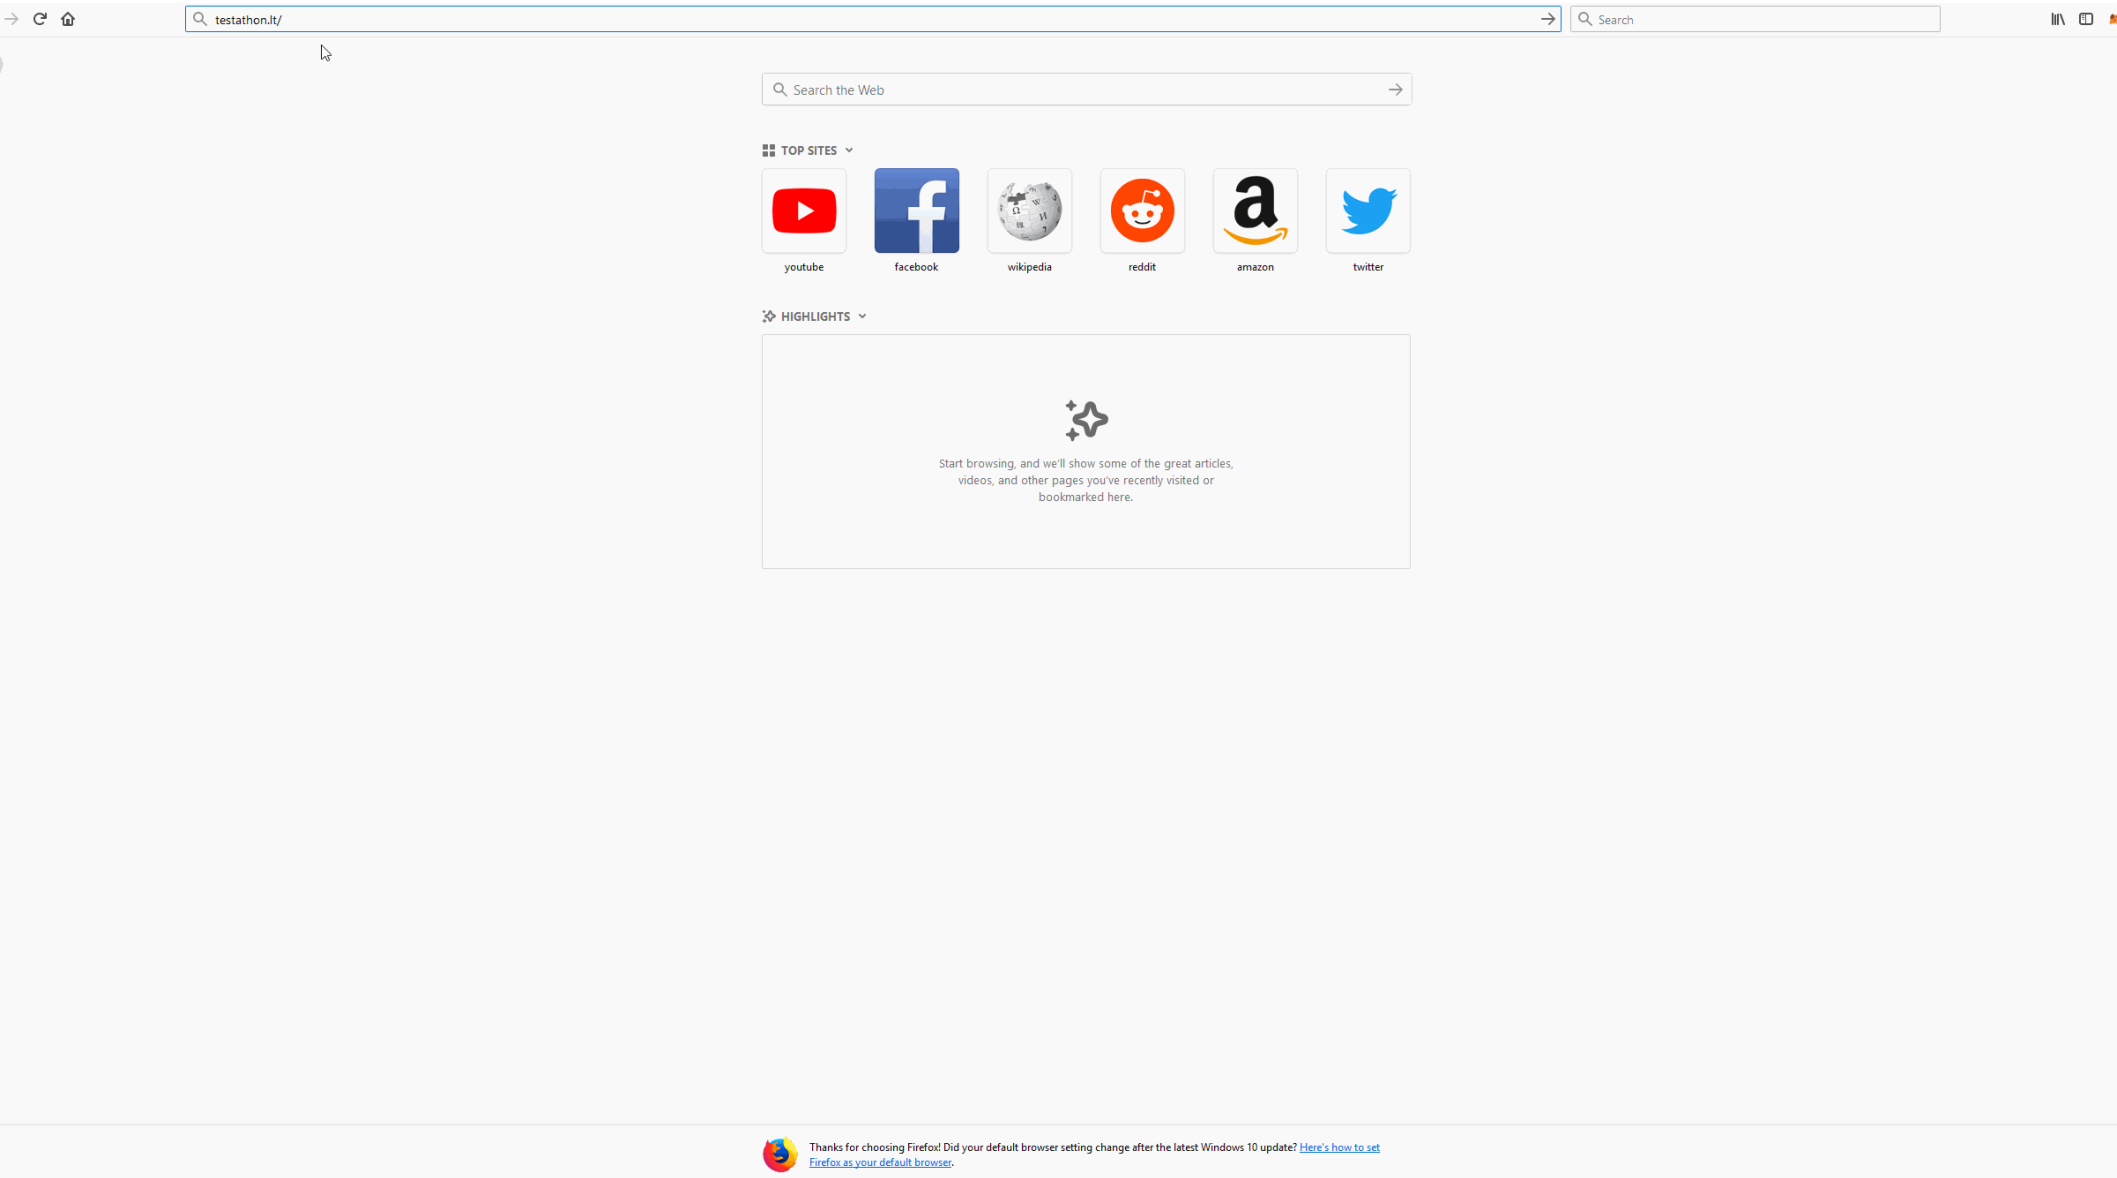 testathon.lt/
Search
Search the Web
TOP SITES
youtube
facebook
wikipedia
reddit
amazon
twitter
HIGHLIGHTS
Start browsing, and we'll show some of the great articles,
videos, and other pages you've recently visited or
bookmarked here.
Thanks for choosing Firefox! Did your default browser setting change after the latest Windows 10 update? Here's how to set
Firefox as your default browser.